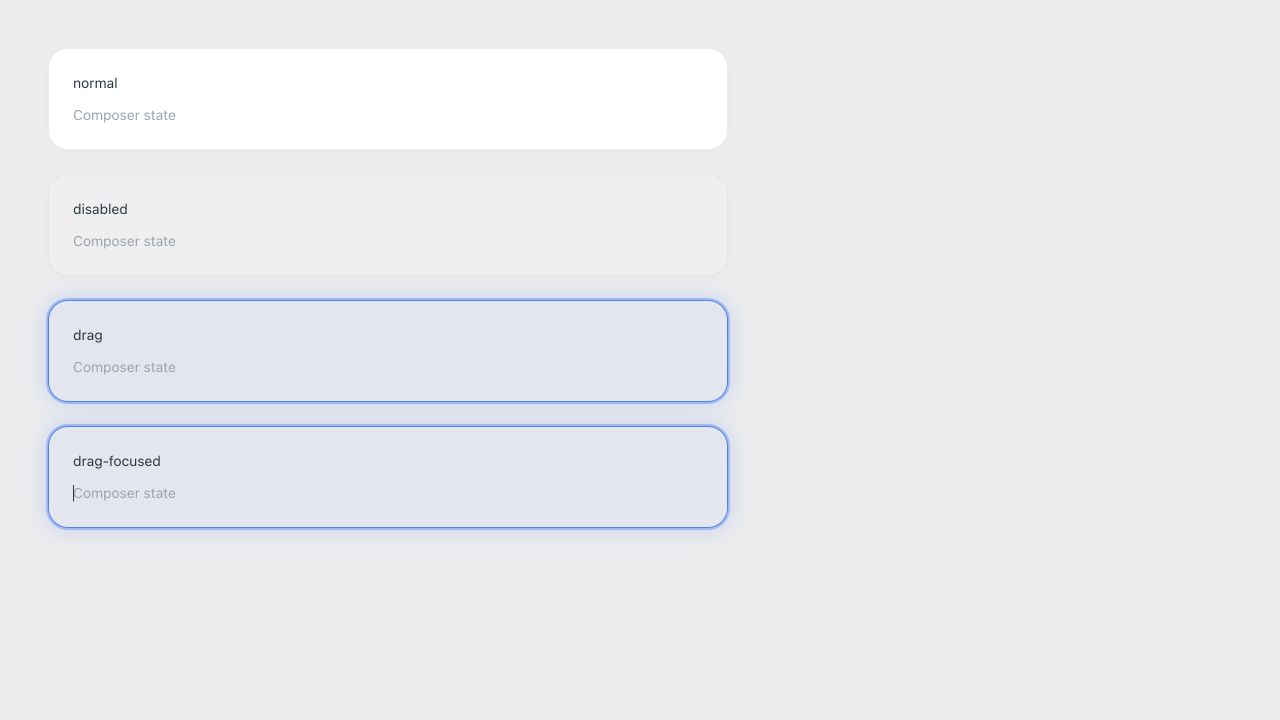 normal
Composer state
disabled
Composer state
drag
Composer state
drag-focused
Composer state